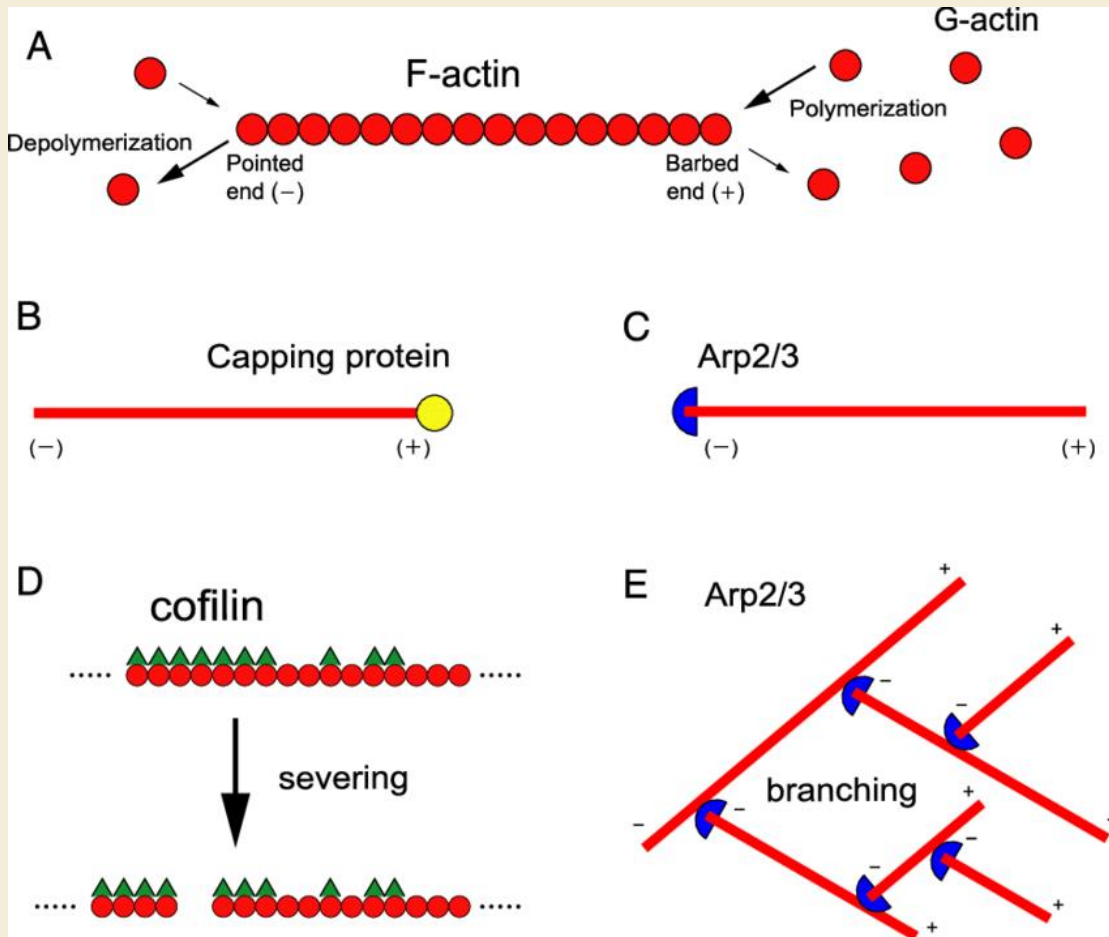 A
G-actin
F-actin
Polymerization
Depolymerization
Pointed
end (−)
Barbed
end (+)
B
Capping protein
(−)
(+)
C
Arp2/3
(−)
(+)
D
cofilin
.....
.....
severing
.....
.....
E
Arp2/3
+
+
−
−
branching
+
−
−
−
−
+
+